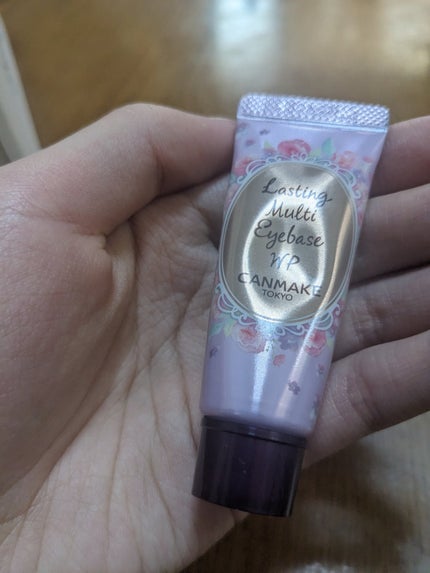 Lasting
Multi
Eyebase
WP
CANMAKE
TOKYO